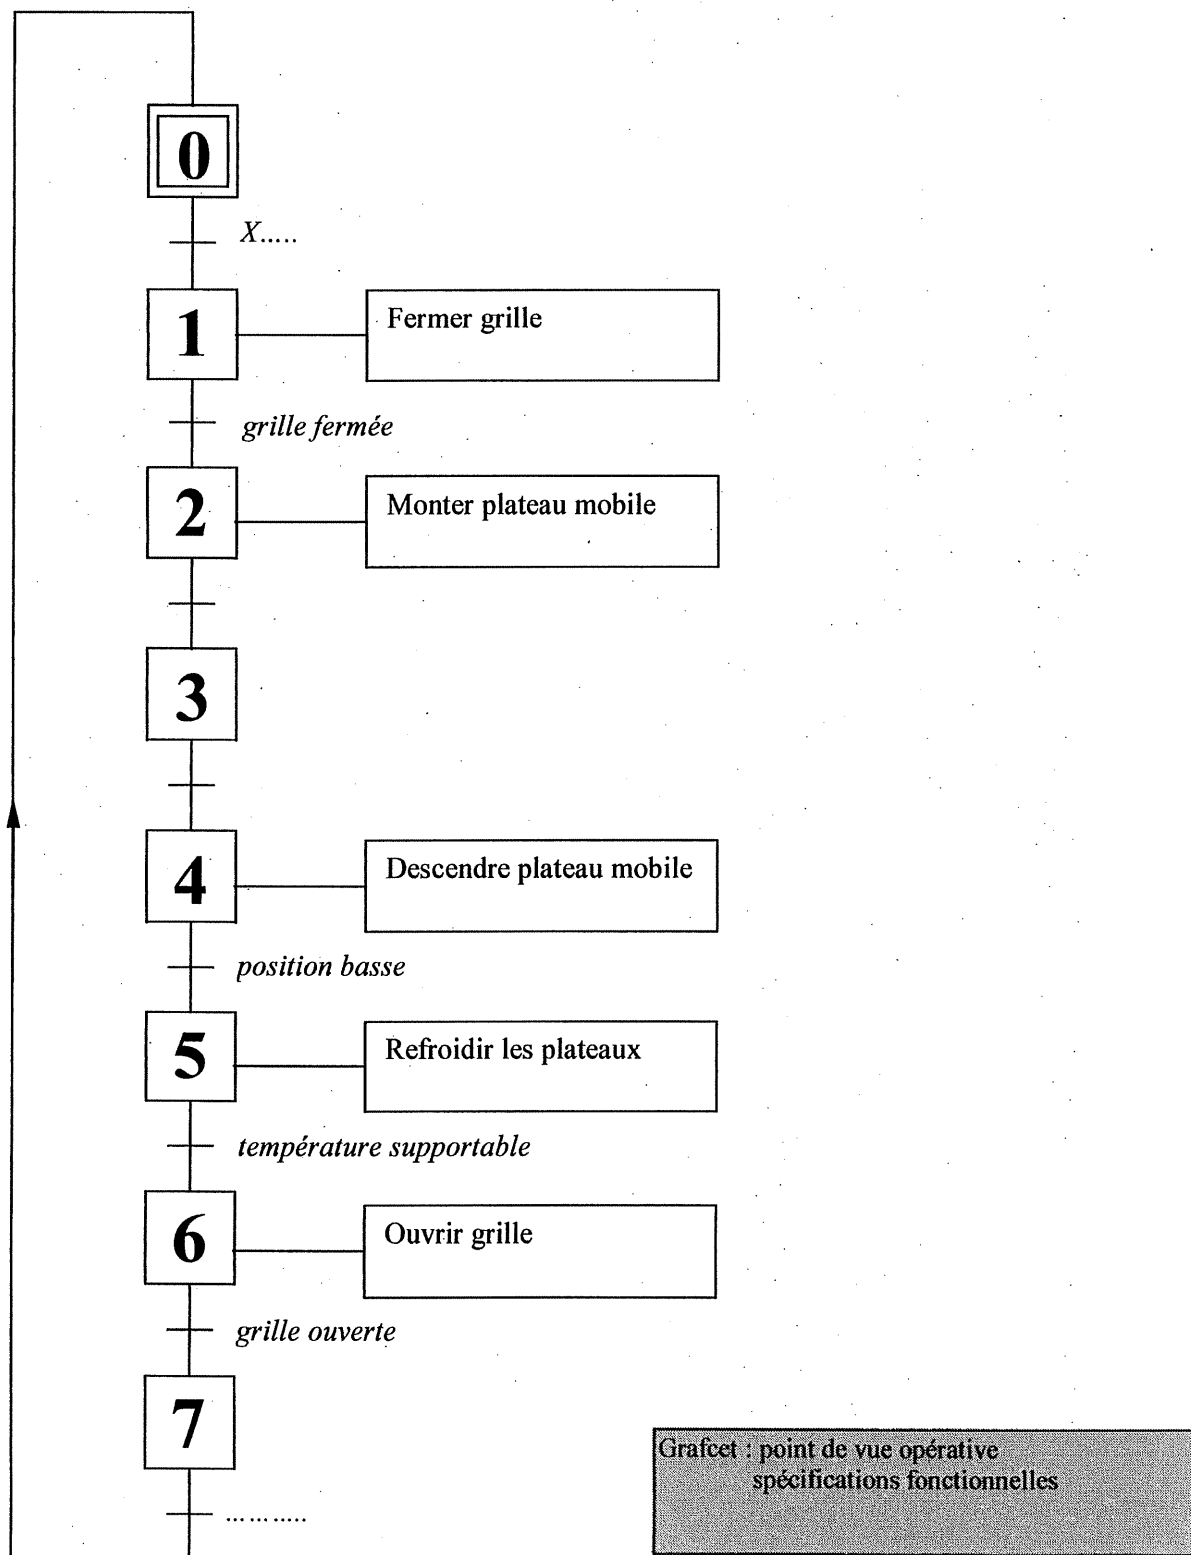 0
X.....
1
Fermer grille
grille fermée
2
Monter plateau mobile
3
4
Descendre plateau mobile
position basse
5
Refroidir les plateaux
température supportable
6
Ouvrir grille
grille ouverte
7
...........
Grafcet : point de vue opérative
spécifications fonctionnelles